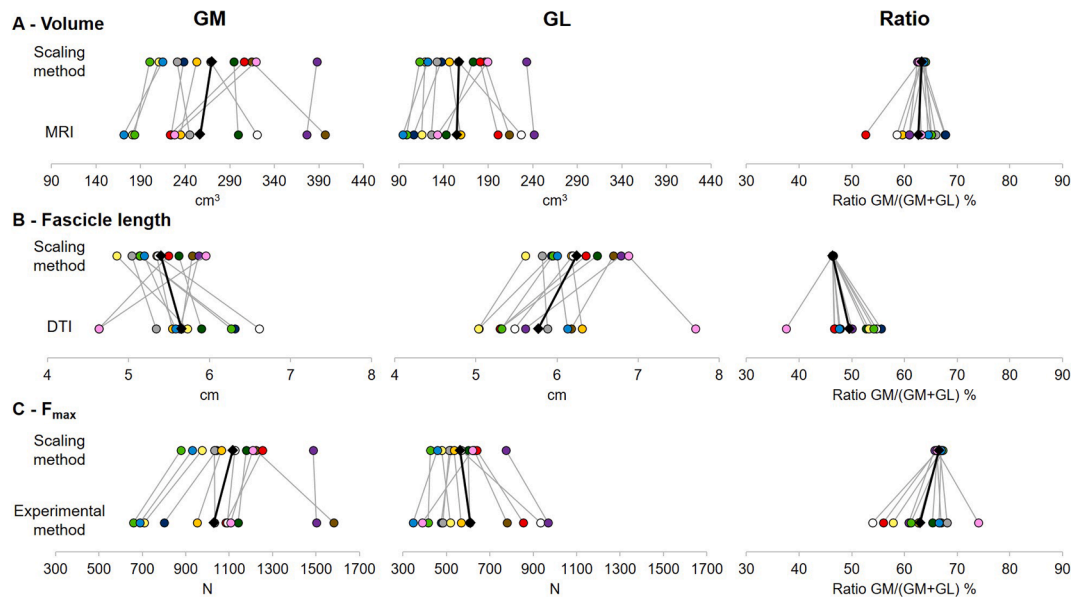 GM GL Ratio
A - Volume
Scaling method
MRI
90 140 190 240 290 340 390 440
cm³
90 140 190 240 290 340 390 440
cm³
30 40 50 60 70 80 90
Ratio GM/(GM+GL) %
B - Fascicle length
Scaling method
DTI
4 5 6 7 8
cm
4 5 6 7 8
cm
30 40 50 60 70 80 90
Ratio GM/(GM+GL) %
C - Fmax
Scaling method
Experimental method
300 500 700 900 1100 1300 1500 1700
N
300 500 700 900 1100 1300 1500 1700
N
30 40 50 60 70 80 90
Ratio GM/(GM+GL) %